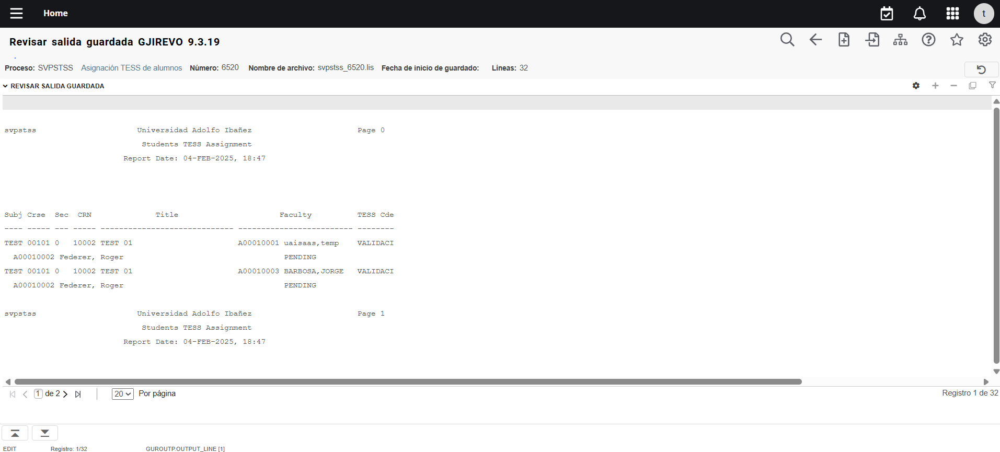 Home
t
Revisar salida guardada GJIREVO 9.3.19
Proceso: SVPSTSS Asignación TESS de alumnos Número: 6520 Nombre de archivo: svpstss_6520.lis Fecha de inicio de guardado: Líneas: 32
REVISAR SALIDA GUARDADA
svpstss Universidad Adolfo Ibañez Page 0
Students TESS Assignment
Report Date: 04-FEB-2025, 18:47
Subj Crse Sec CRN Title Faculty TESS Cde
---- ----- --- ----- ----------------------------- ------------------------- --------
TEST 00101 0 10002 TEST 01 A00010001 uaisaas,temp VALIDACI
A00010002 Federer, Roger PENDING
TEST 00101 0 10002 TEST 01 A00010003 BARBOSA,JORGE VALIDACI
A00010002 Federer, Roger PENDING
svpstss Universidad Adolfo Ibañez Page 1
Students TESS Assignment
Report Date: 04-FEB-2025, 18:47
1 de 2 20 Por página Registro 1 de 32
EDIT Registro: 1/32 GUROUTP.OUTPUT_LINE [1]